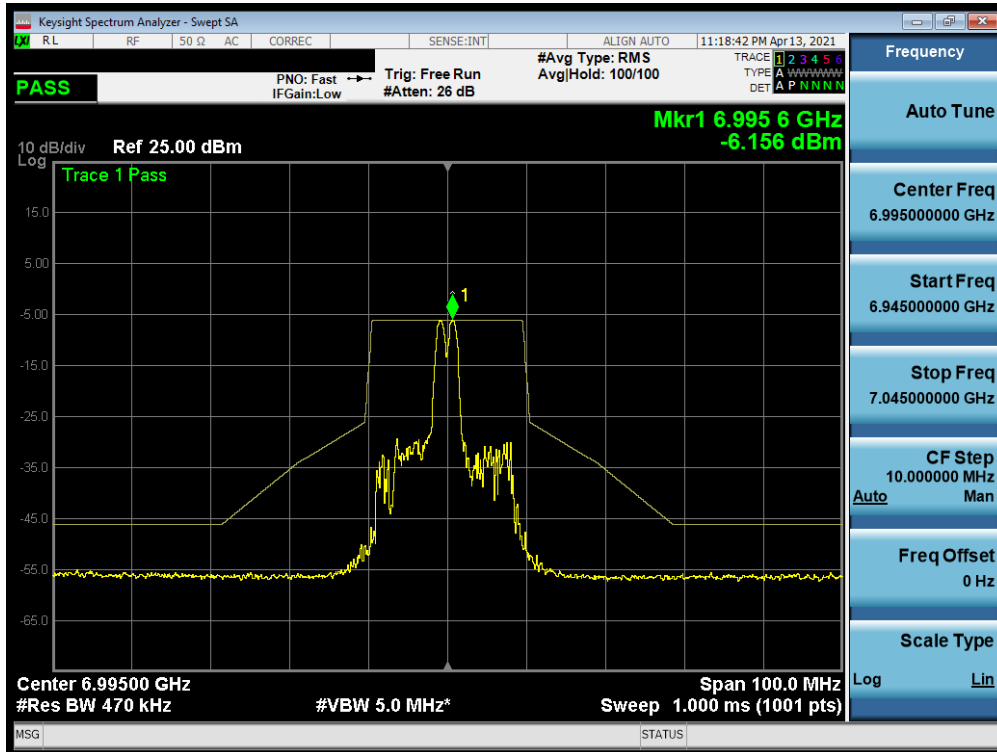 Keysight Spectrum Analyzer - Swept SA
LXI RL RF 50 Ω AC CORREC SENSE:INT ALIGN AUTO 11:18:42 PM Apr 13, 2021
PASS
PNO: Fast
IFGain:Low
Trig: Free Run
#Atten: 26 dB
#Avg Type: RMS
Avg|Hold: 100/100
TRACE 1 2 3 4 5 6
TYPE A WWWWW
DET A P N N N N
Mkr1 6.995 6 GHz
-6.156 dBm
10 dB/div Ref 25.00 dBm
Log
Trace 1 Pass
15.0
5.00
1
-5.00
-15.0
-25.0
-35.0
-45.0
-55.0
-65.0
Center 6.99500 GHz Span 100.0 MHz
#Res BW 470 kHz #VBW 5.0 MHz* Sweep 1.000 ms (1001 pts)
MSG STATUS
Frequency
Auto Tune
Center Freq
6.995000000 GHz
Start Freq
6.945000000 GHz
Stop Freq
7.045000000 GHz
CF Step
10.000000 MHz
Auto Man
Freq Offset
0 Hz
Scale Type
Log Lin